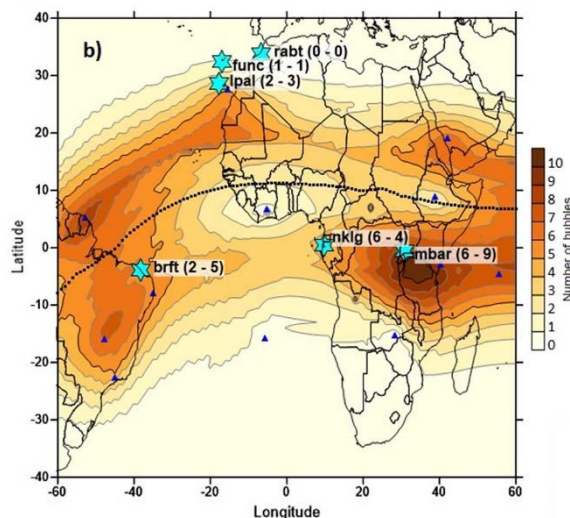 b)
40
30
20
10
0
-10
-20
-30
-40
Latitude
rabt (0 - 0)
func (1 - 1)
lpal (2 - 3)
nklg (6 - 4)
mbar (6 - 9)
brft (2 - 5)
-60 -40 -20 0 20 40 60
Longitude
10
9
8
7
6
5
4
3
2
1
0
Number of bubbles